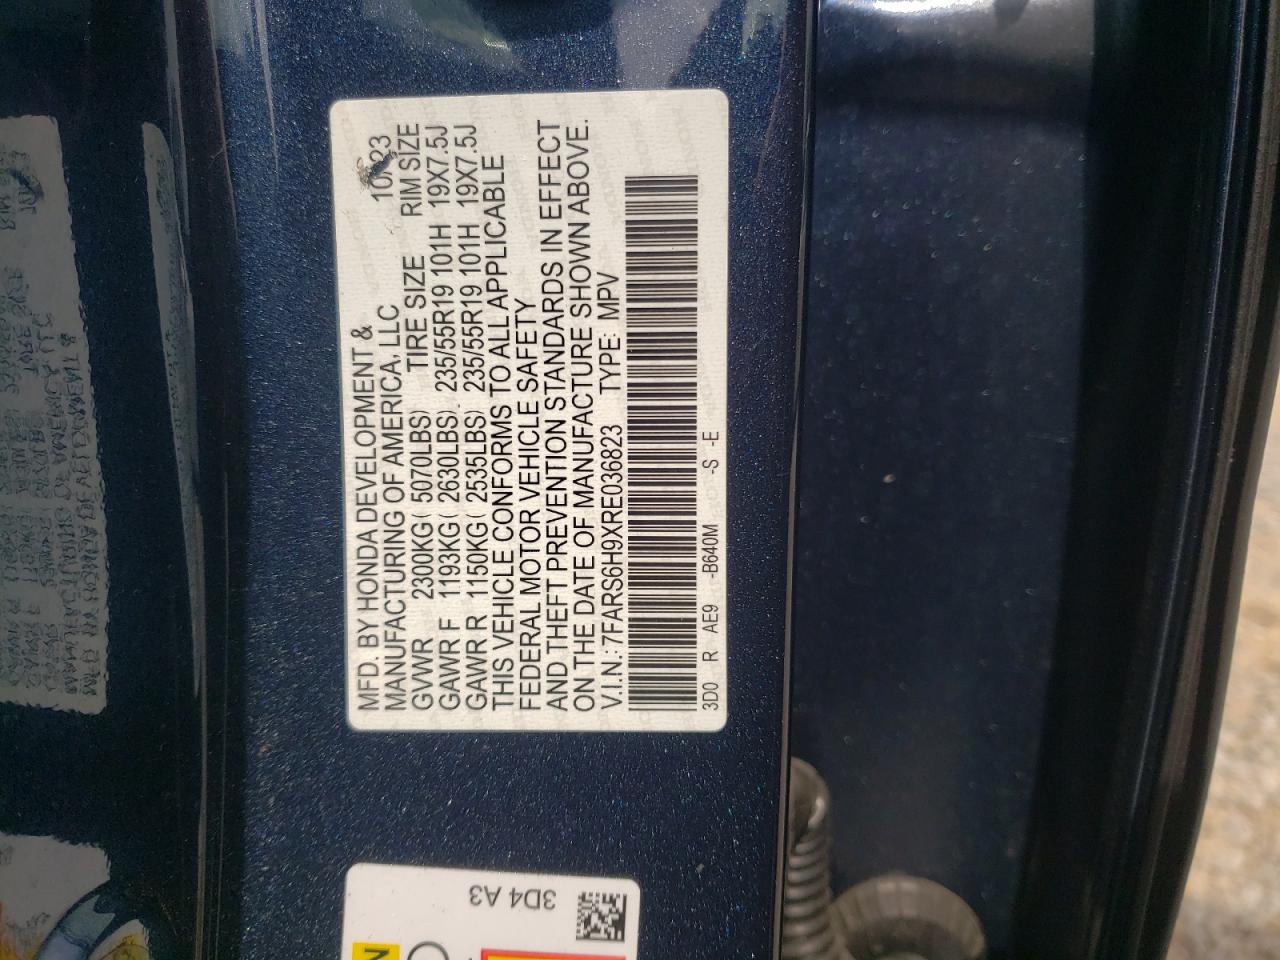 MFD. BY HONDA DEVELOPMENT & 10/23
MANUFACTURING OF AMERICA, LLC
GVWR 2300KG ( 5070LBS) TIRE SIZE RIM SIZE
GAWR F 1193KG ( 2630LBS). 235/55R19 101H 19X7.5J
GAWR R 1150KG ( 2535LBS). 235/55R19 101H 19X7.5J
THIS VEHICLE CONFORMS TO ALL APPLICABLE
FEDERAL MOTOR VEHICLE SAFETY
AND THEFT PREVENTION STANDARDS IN EFFECT
ON THE DATE OF MANUFACTURE SHOWN ABOVE.
V.I.N.:7FARS6H9XRE036823 TYPE: MPV
3D0 R AE9 -B640M -S -E
3D4 A3